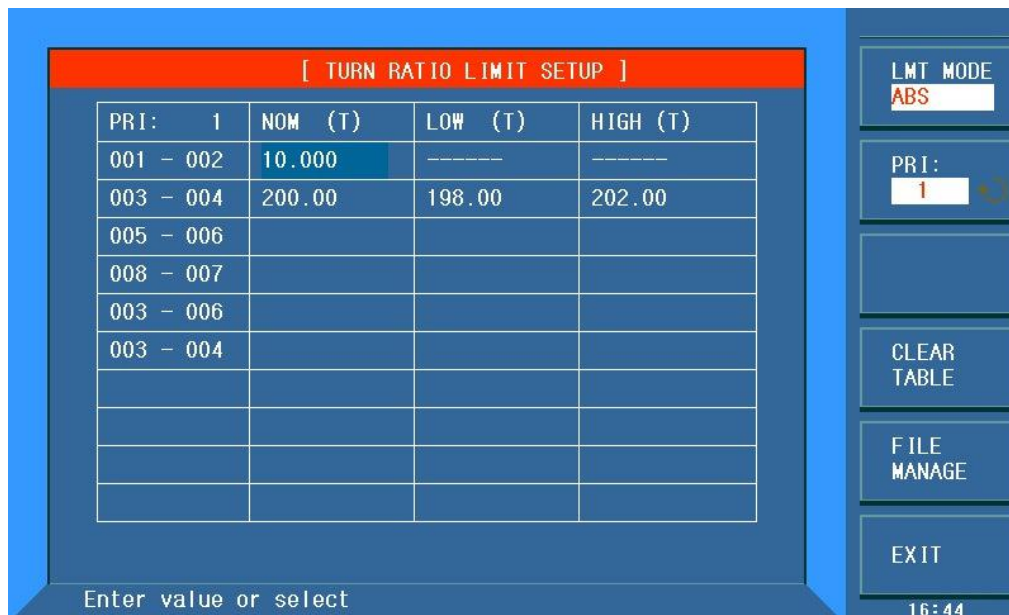 [ TURN RATIO LIMIT SETUP ]
PRI: 1 NOM (T) LOW (T) HIGH (T)
001 - 002 10.000 ------ ------
003 - 004 200.00 198.00 202.00
005 - 006
008 - 007
003 - 006
003 - 004
Enter value or select
LMT MODE
ABS
PRI:
1
CLEAR
TABLE
FILE
MANAGE
EXIT
16:44